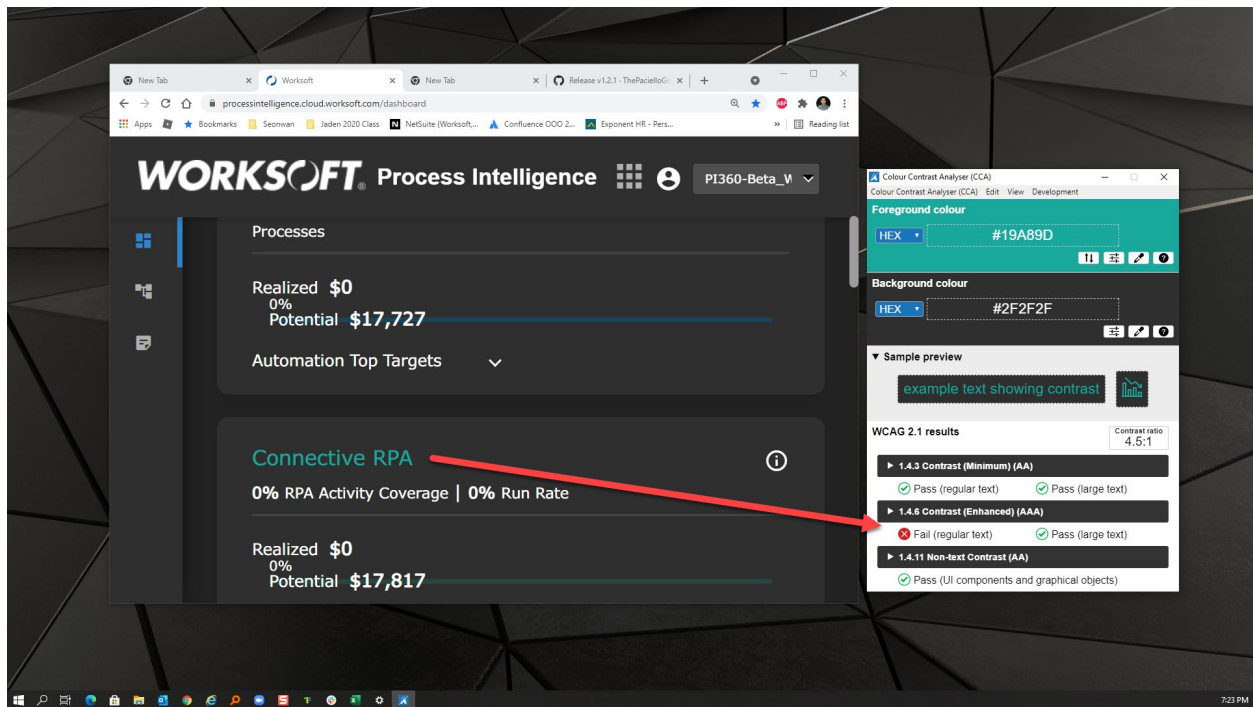 New Tab
Worksoft
New Tab
Release v1.2.1 · ThePacielloG
processintelligence.cloud.worksoft.com/dashboard
ABP
Apps
Bookmarks
Seonwan
Jaden 2020 Class
NetSuite (Worksoft,...
Confluence OOO 2...
Exponent HR - Pers...
»
Reading list
WORKSOFT® Process Intelligence
PI360-Beta_W
Processes
Realized $0
0%
Potential $17,727
Automation Top Targets
Connective RPA
0% RPA Activity Coverage | 0% Run Rate
Realized $0
0%
Potential $17,817
Colour Contrast Analyser (CCA)
Colour Contrast Analyser (CCA) Edit View Development
Foreground colour
HEX
#19A89D
Background colour
HEX
#2F2F2F
Sample preview
example text showing contrast
WCAG 2.1 results
Contrast ratio
4.5:1
1.4.3 Contrast (Minimum) (AA)
Pass (regular text) Pass (large text)
1.4.6 Contrast (Enhanced) (AAA)
Fail (regular text) Pass (large text)
1.4.11 Non-text Contrast (AA)
Pass (UI components and graphical objects)
7:23 PM